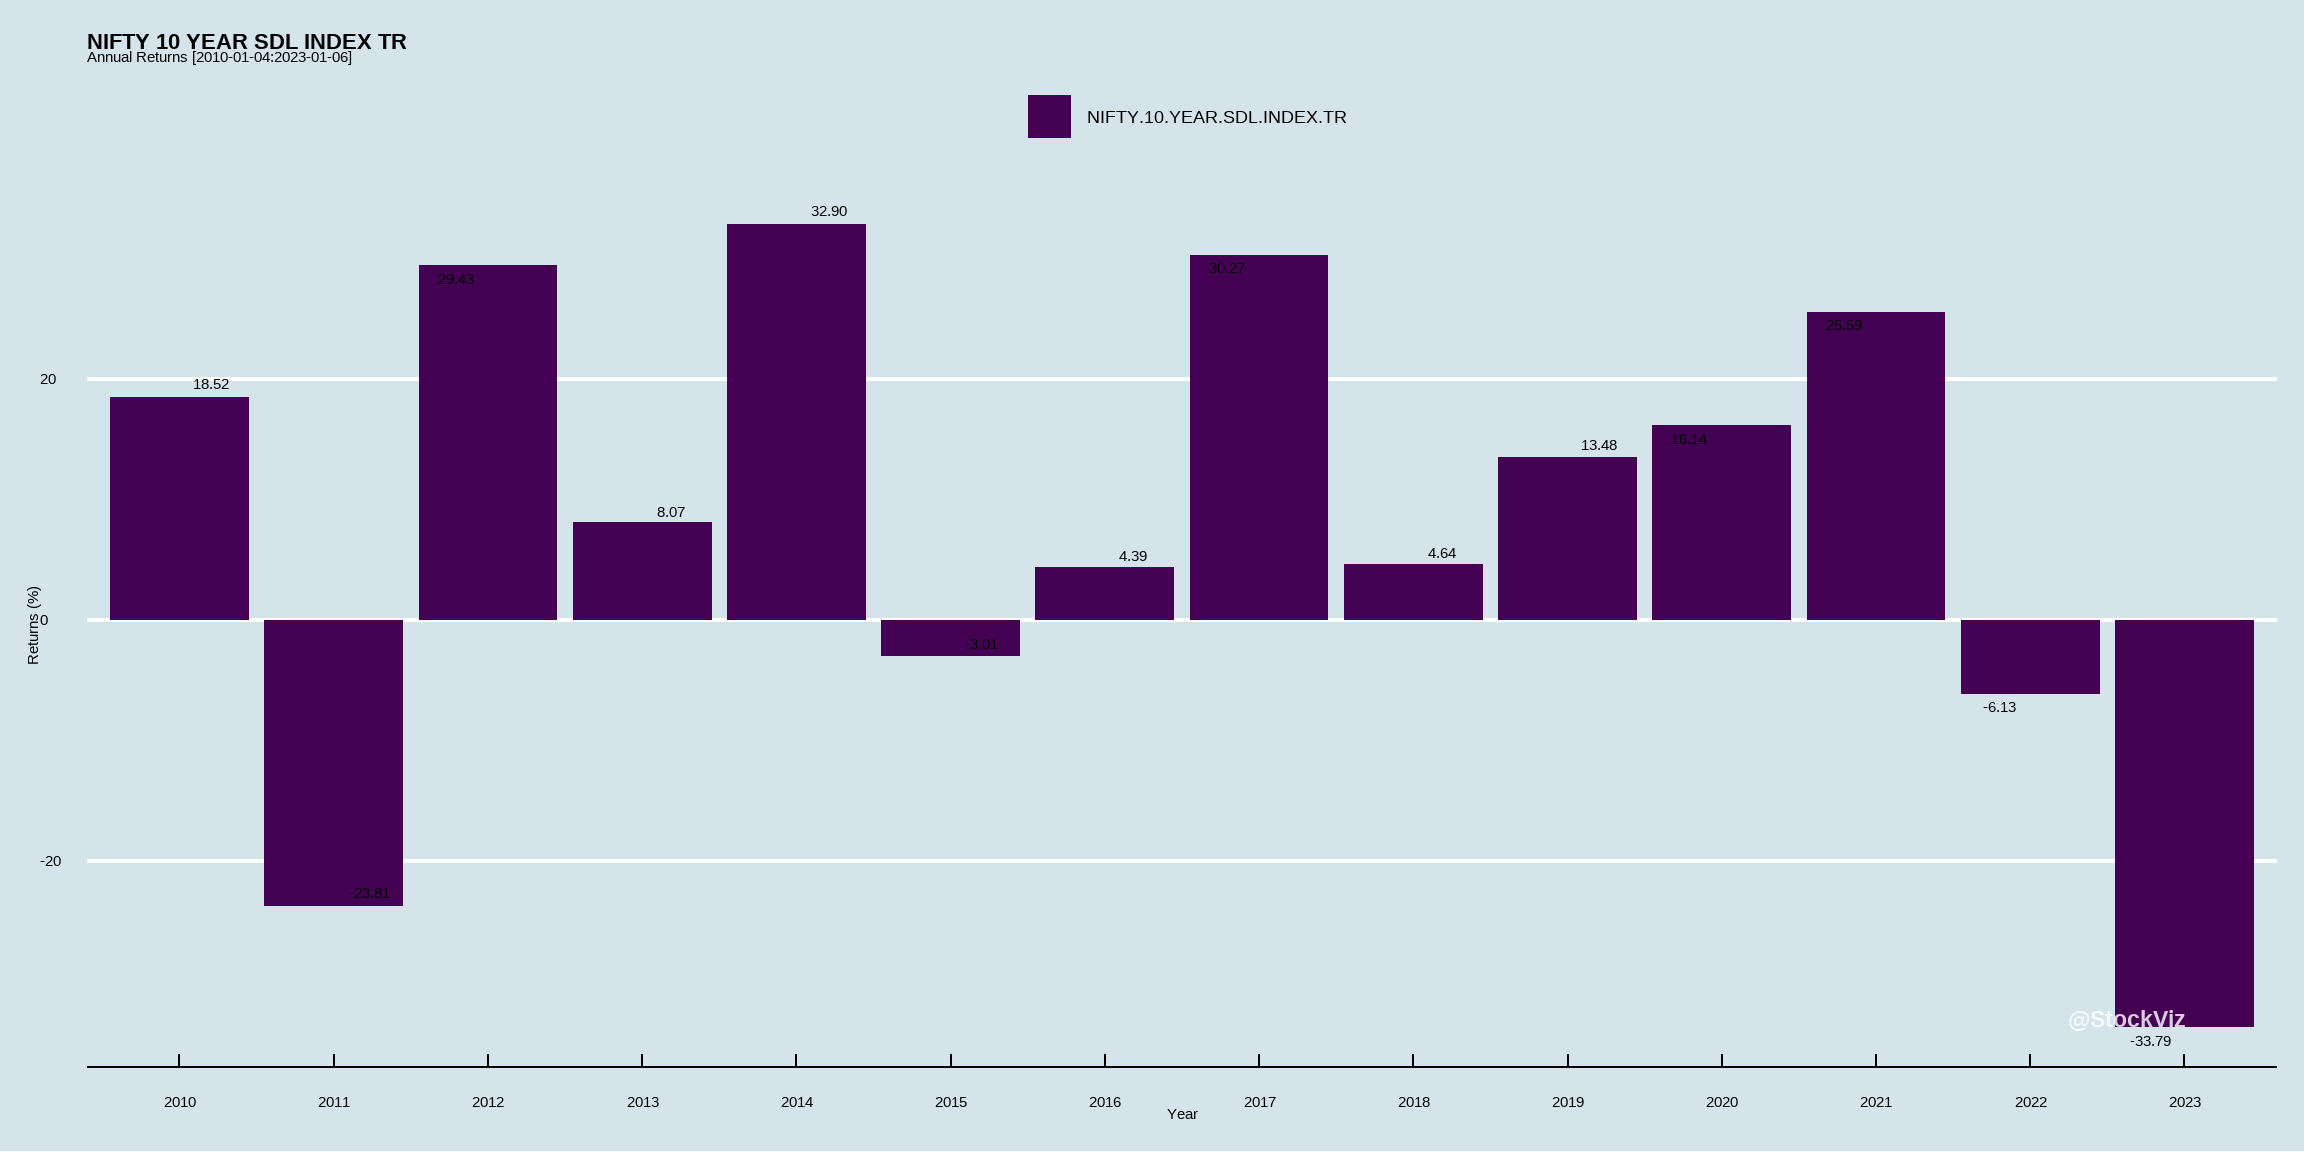 NIFTY 10 YEAR SDL INDEX TR
Annual Returns [2010-01-04:2023-01-06]
NIFTY.10.YEAR.SDL.INDEX.TR
32.90
29.43
30.27
25.59
20
18.52
13.48
16.14
8.07
4.39
4.64
Returns (%)
0
-3.01
-6.13
-20
-23.81
@StockViz
-33.79
2010 2011 2012 2013 2014 2015 2016 2017 2018 2019 2020 2021 2022 2023
Year